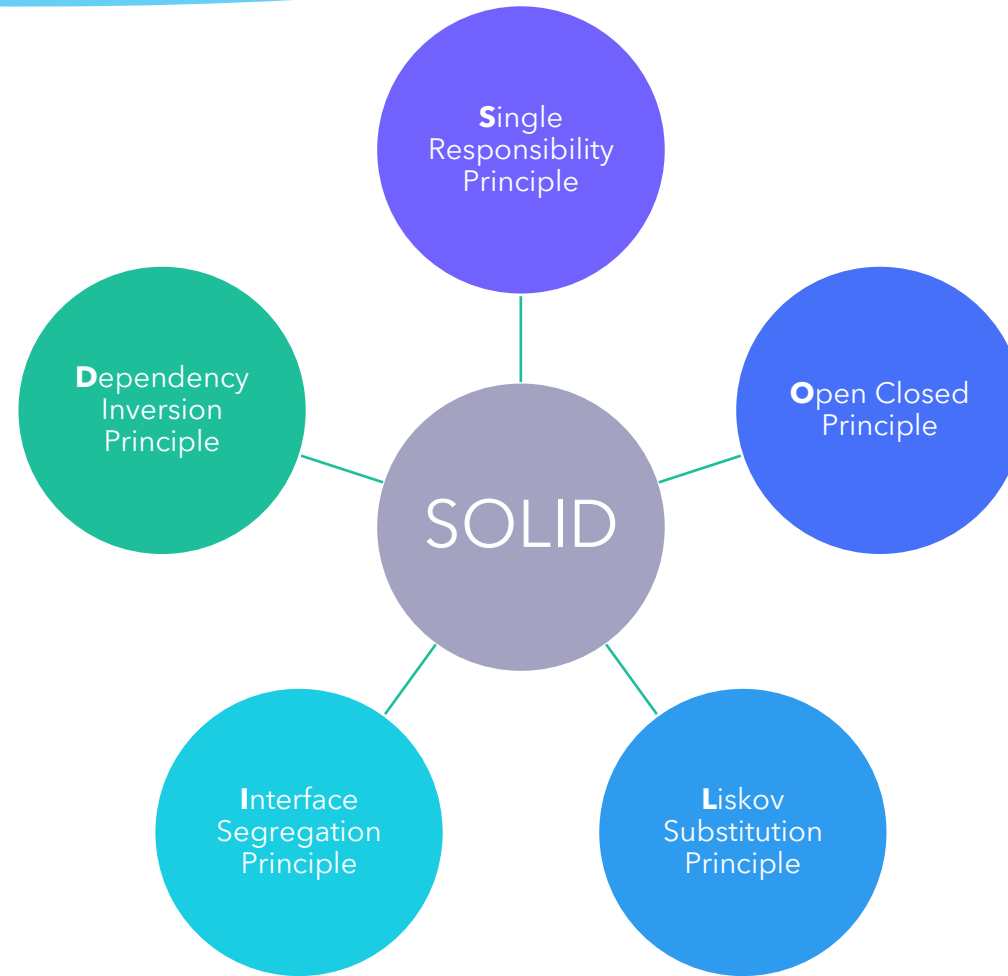 Single
Responsibility
Principle
Open Closed
Principle
Liskov
Substitution
Principle
Interface
Segregation
Principle
Dependency
Inversion
Principle
SOLID